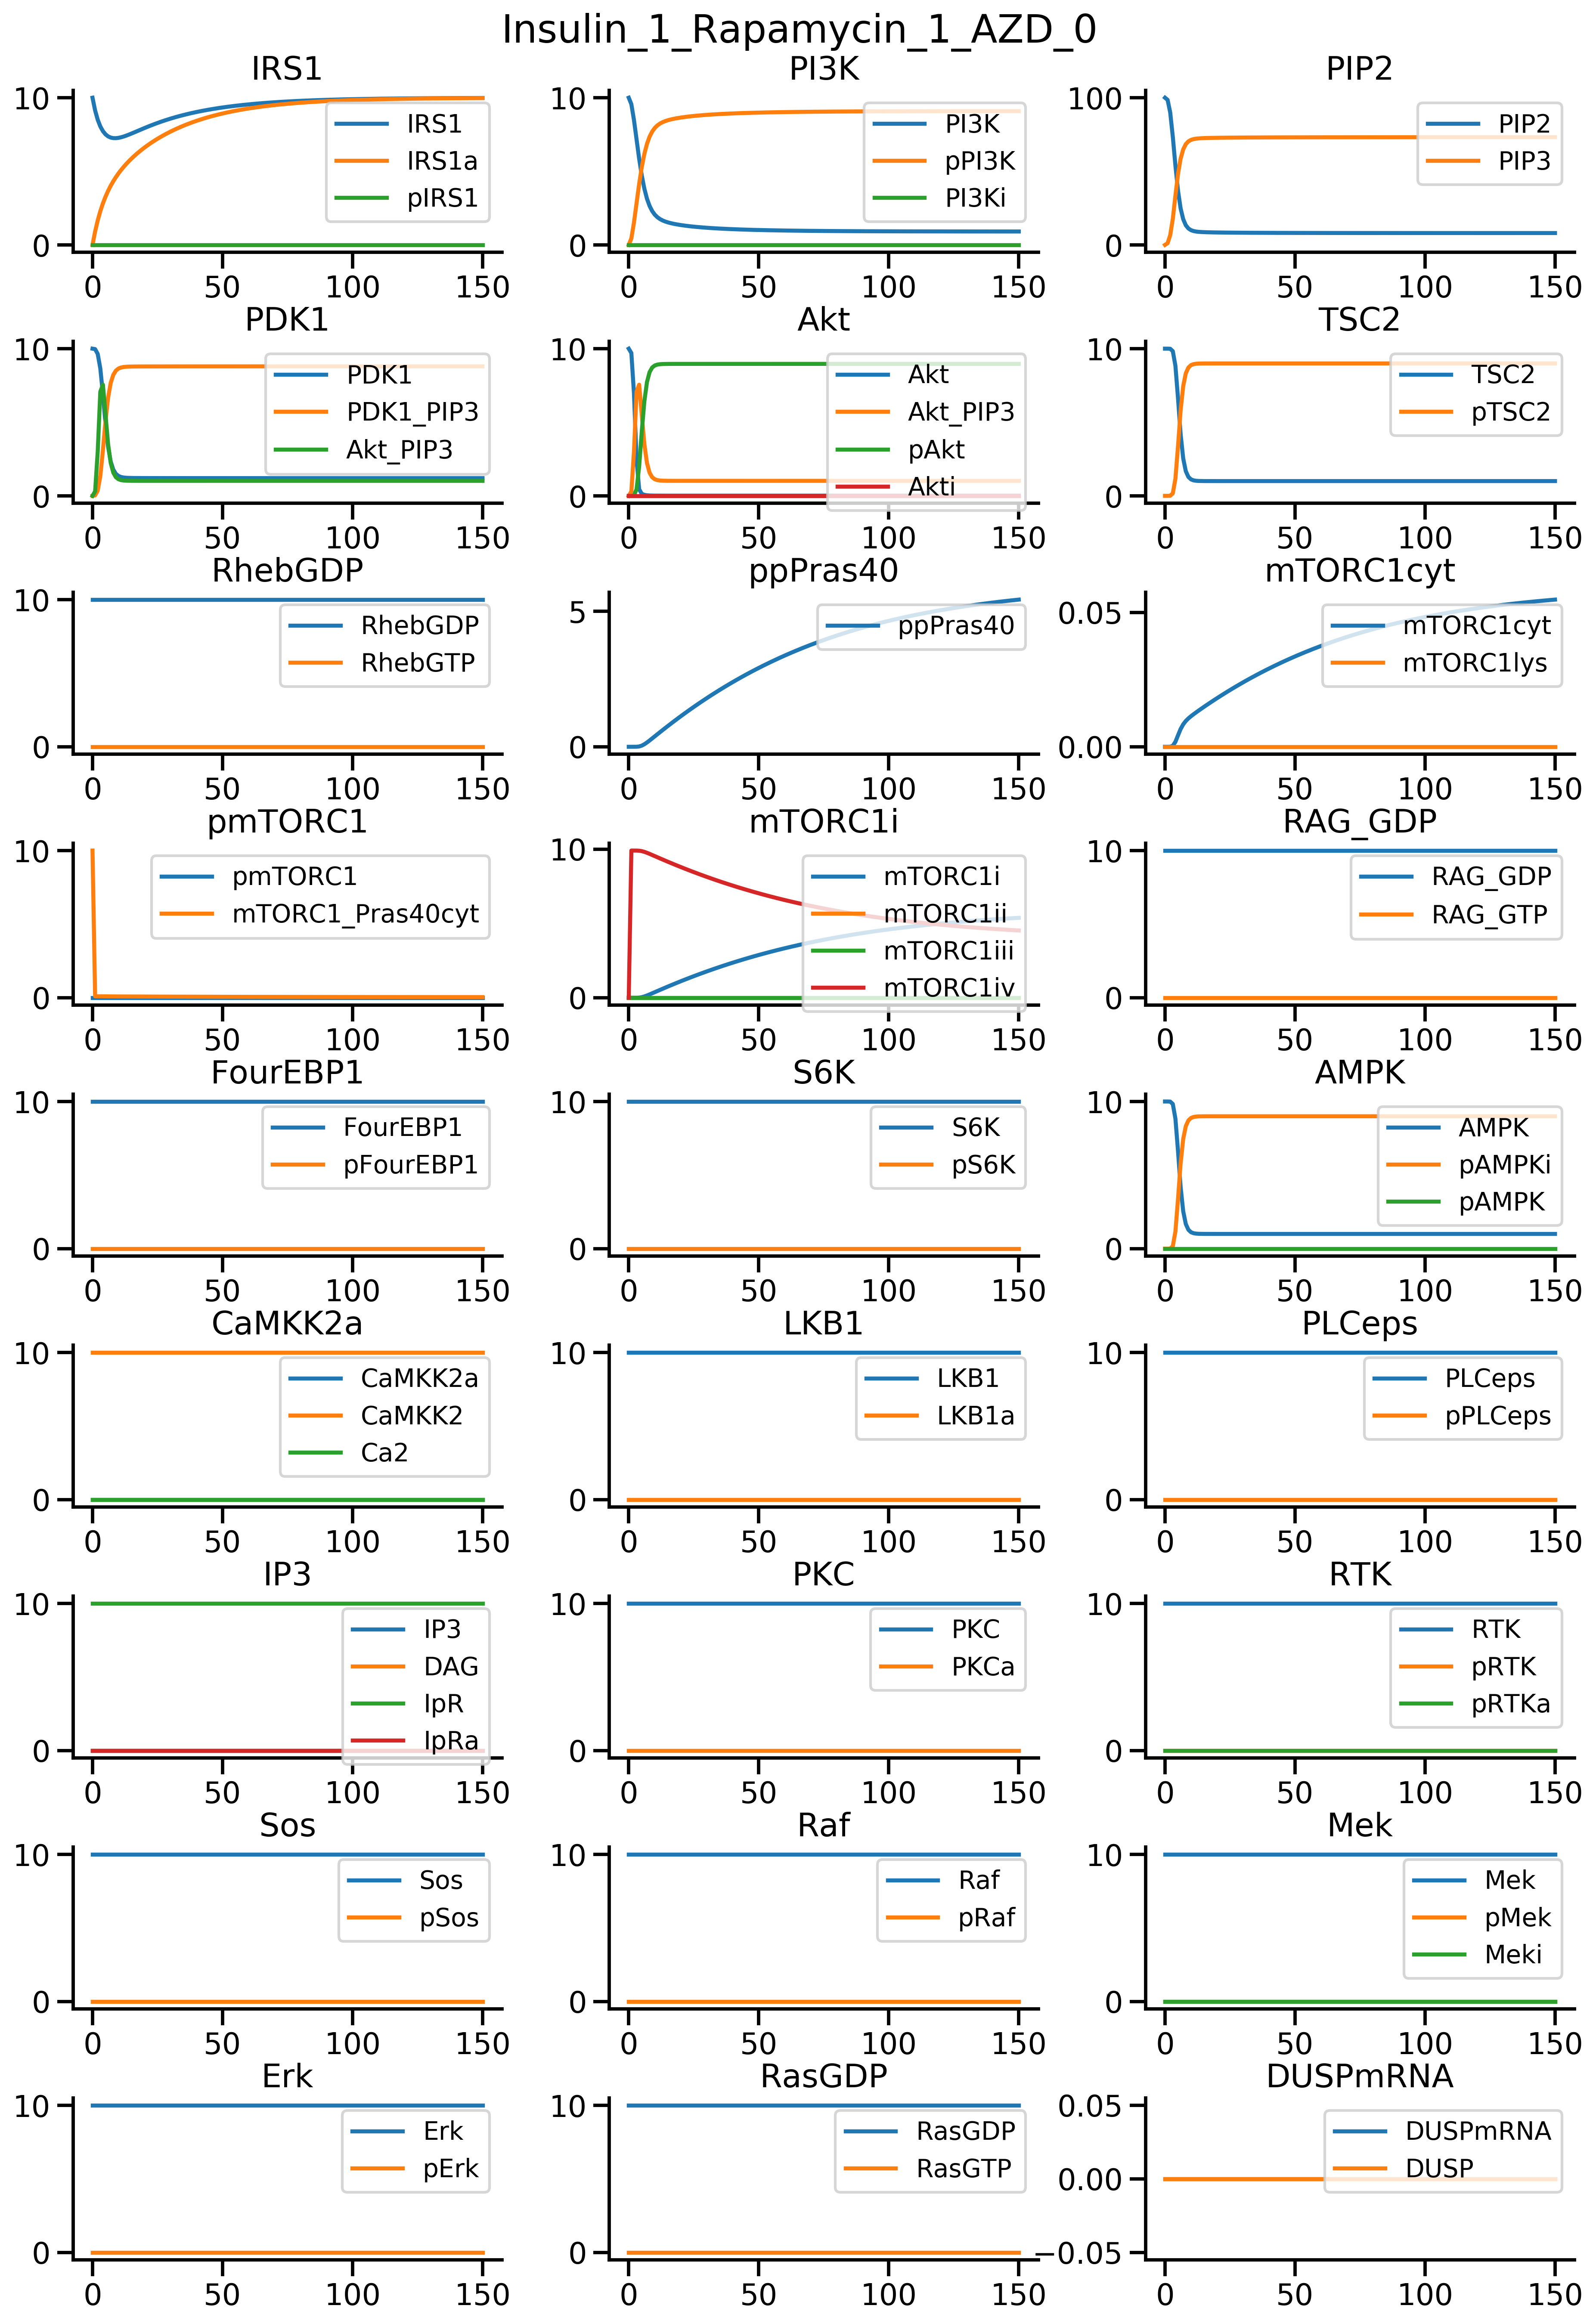 Insulin_1_Rapamycin_1_AZD_0
IRS1
10
0
0 50 100 150
IRS1
IRS1a
pIRS1
PI3K
10
0
0 50 100 150
PI3K
pPI3K
PI3Ki
PIP2
100
0
0 50 100 150
PIP2
PIP3
PDK1
10
0
0 50 100 150
PDK1
PDK1_PIP3
Akt_PIP3
Akt
10
0
0 50 100 150
Akt
Akt_PIP3
pAkt
Akti
TSC2
10
0
0 50 100 150
TSC2
pTSC2
RhebGDP
10
0
0 50 100 150
RhebGDP
RhebGTP
ppPras40
5
0
0 50 100 150
ppPras40
mTORC1cyt
0.05
0.00
0 50 100 150
mTORC1cyt
mTORC1lys
pmTORC1
10
0
0 50 100 150
pmTORC1
mTORC1_Pras40cyt
mTORC1i
10
0
0 50 100 150
mTORC1i
mTORC1ii
mTORC1iii
mTORC1iv
RAG_GDP
10
0
0 50 100 150
RAG_GDP
RAG_GTP
FourEBP1
10
0
0 50 100 150
FourEBP1
pFourEBP1
S6K
10
0
0 50 100 150
S6K
pS6K
AMPK
10
0
0 50 100 150
AMPK
pAMPKi
pAMPK
CaMKK2a
10
0
0 50 100 150
CaMKK2a
CaMKK2
Ca2
LKB1
10
0
0 50 100 150
LKB1
LKB1a
PLCeps
10
0
0 50 100 150
PLCeps
pPLCeps
IP3
10
0
0 50 100 150
IP3
DAG
IpR
IpRa
PKC
10
0
0 50 100 150
PKC
PKCa
RTK
10
0
0 50 100 150
RTK
pRTK
pRTKa
Sos
10
0
0 50 100 150
Sos
pSos
Raf
10
0
0 50 100 150
Raf
pRaf
Mek
10
0
0 50 100 150
Mek
pMek
Meki
Erk
10
0
0 50 100 150
Erk
pErk
RasGDP
10
0
0 50 100 150
RasGDP
RasGTP
DUSPmRNA
0.05
0.00
−0.05
0 50 100 150
DUSPmRNA
DUSP